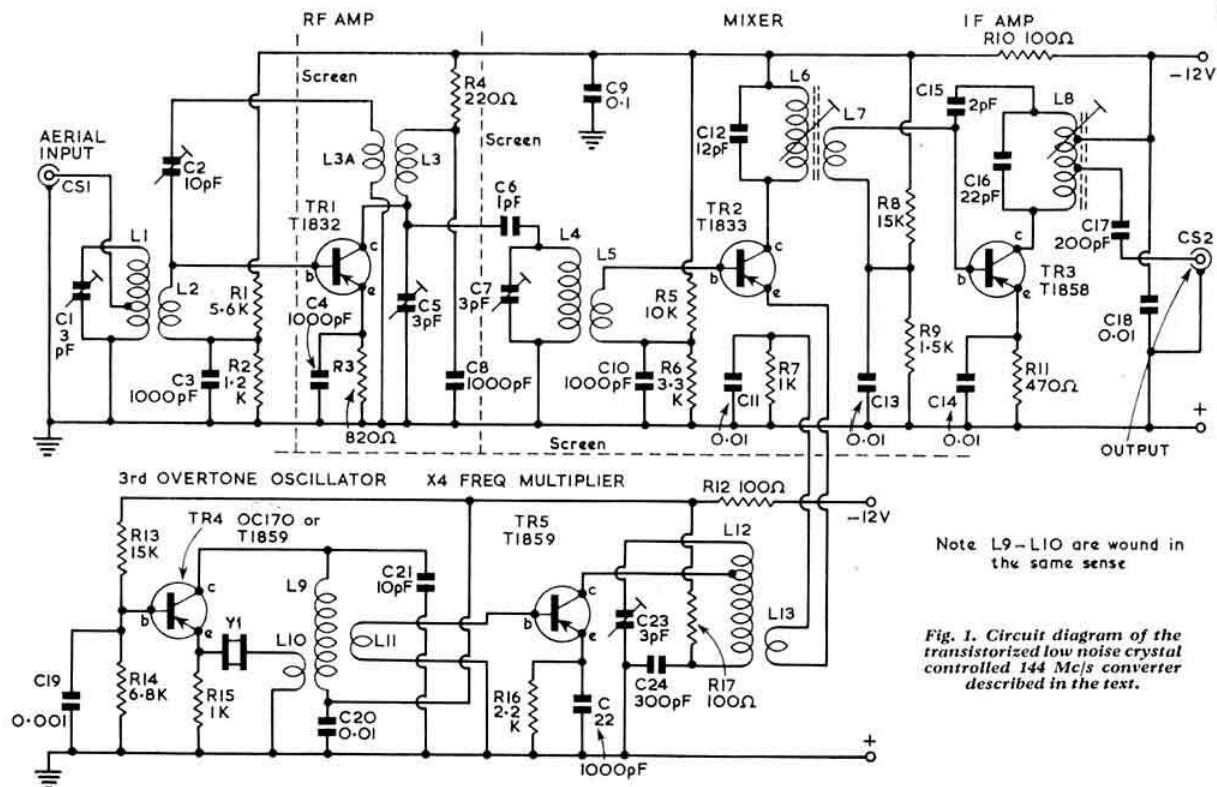 RF AMP
MIXER
IF AMP
R10 100Ω
-12V
Screen
R4
220Ω
Screen
C9
0·1
L6
L7
C15
2pF
L8
AERIAL
INPUT
CS1
C2
10pF
L3A
L3
C12
12pF
C16
22pF
C6
1pF
R8
15K
TR1
T1832
TR2
T1833
C17
200pF
CS2
L1
L2
L4
L5
c
b
e
c
b
e
c
b
e
TR3
T1858
C1
3
pF
R1
5·6K
C4
1000pF
C5
3pF
C7
3pF
R5
10K
C18
0·01
R2
1·2
K
C3
1000pF
R3
C8
1000pF
C10
1000pF
R6
3·3
K
C11
R7
1K
R9
1·5K
C13
C14
R11
470Ω
820Ω
0·01
0·01
0·01
+
OUTPUT
Screen
3rd OVERTONE OSCILLATOR
X4 FREQ MULTIPLIER
R12 100Ω
-12V
TR4
OC170 or
T1859
TR5
T1859
R13
15K
L12
L9
C21
10pF
c
b
e
Y1
L10
L11
c
b
e
C23
3pF
L13
C19
0·001
R14
6·8K
R15
1K
C20
0·01
R16
2·2
K
C
22
1000pF
C24
300pF
R17
100Ω
+
Note L9-L10 are wound in
the same sense
Fig. 1. Circuit diagram of the
transistorized low noise crystal
controlled 144 Mc/s converter
described in the text.